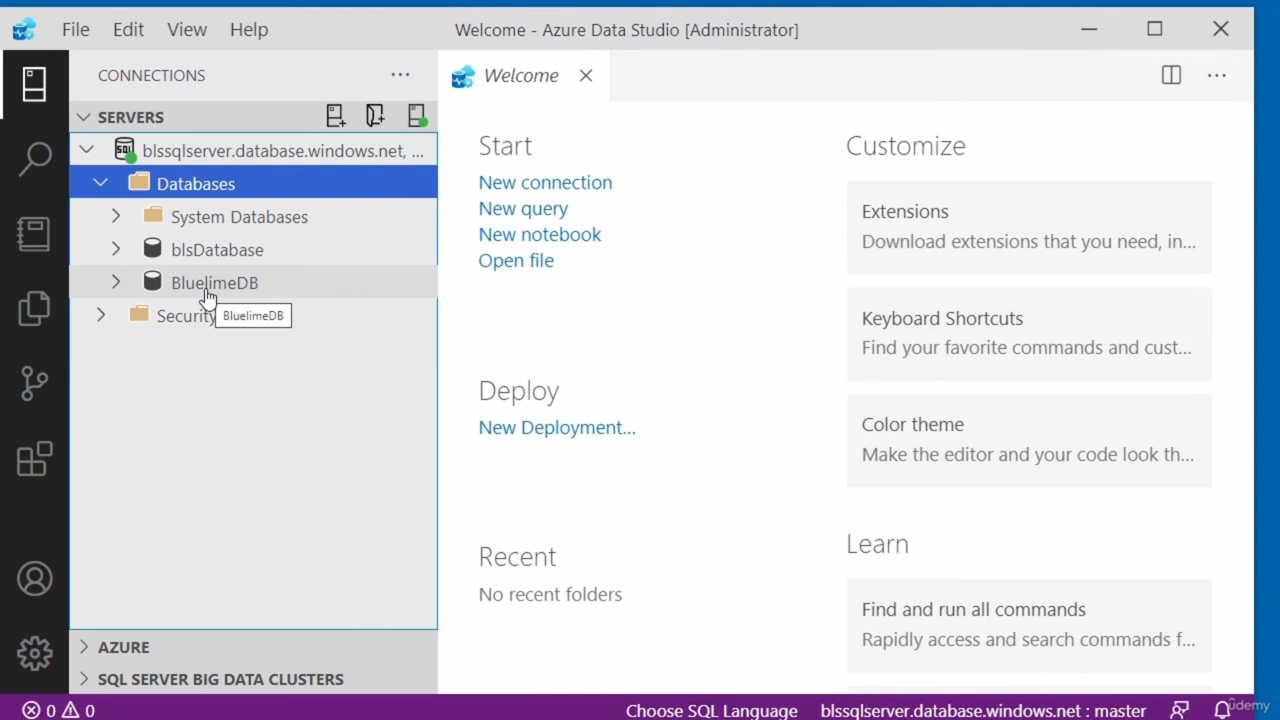 File Edit View Help
Welcome - Azure Data Studio [Administrator]
CONNECTIONS
Welcome
SERVERS
blssqlserver.database.windows.net, ...
Databases
System Databases
blsDatabase
BluelimeDB
Security
BluelimeDB
AZURE
SQL SERVER BIG DATA CLUSTERS
Start
New connection
New query
New notebook
Open file
Deploy
New Deployment...
Recent
No recent folders
Customize
Extensions
Download extensions that you need, in...
Keyboard Shortcuts
Find your favorite commands and cust...
Color theme
Make the editor and your code look th...
Learn
Find and run all commands
Rapidly access and search commands f...
0 0
Choose SQL Language
blssqlserver.database.windows.net : master
ûdemy